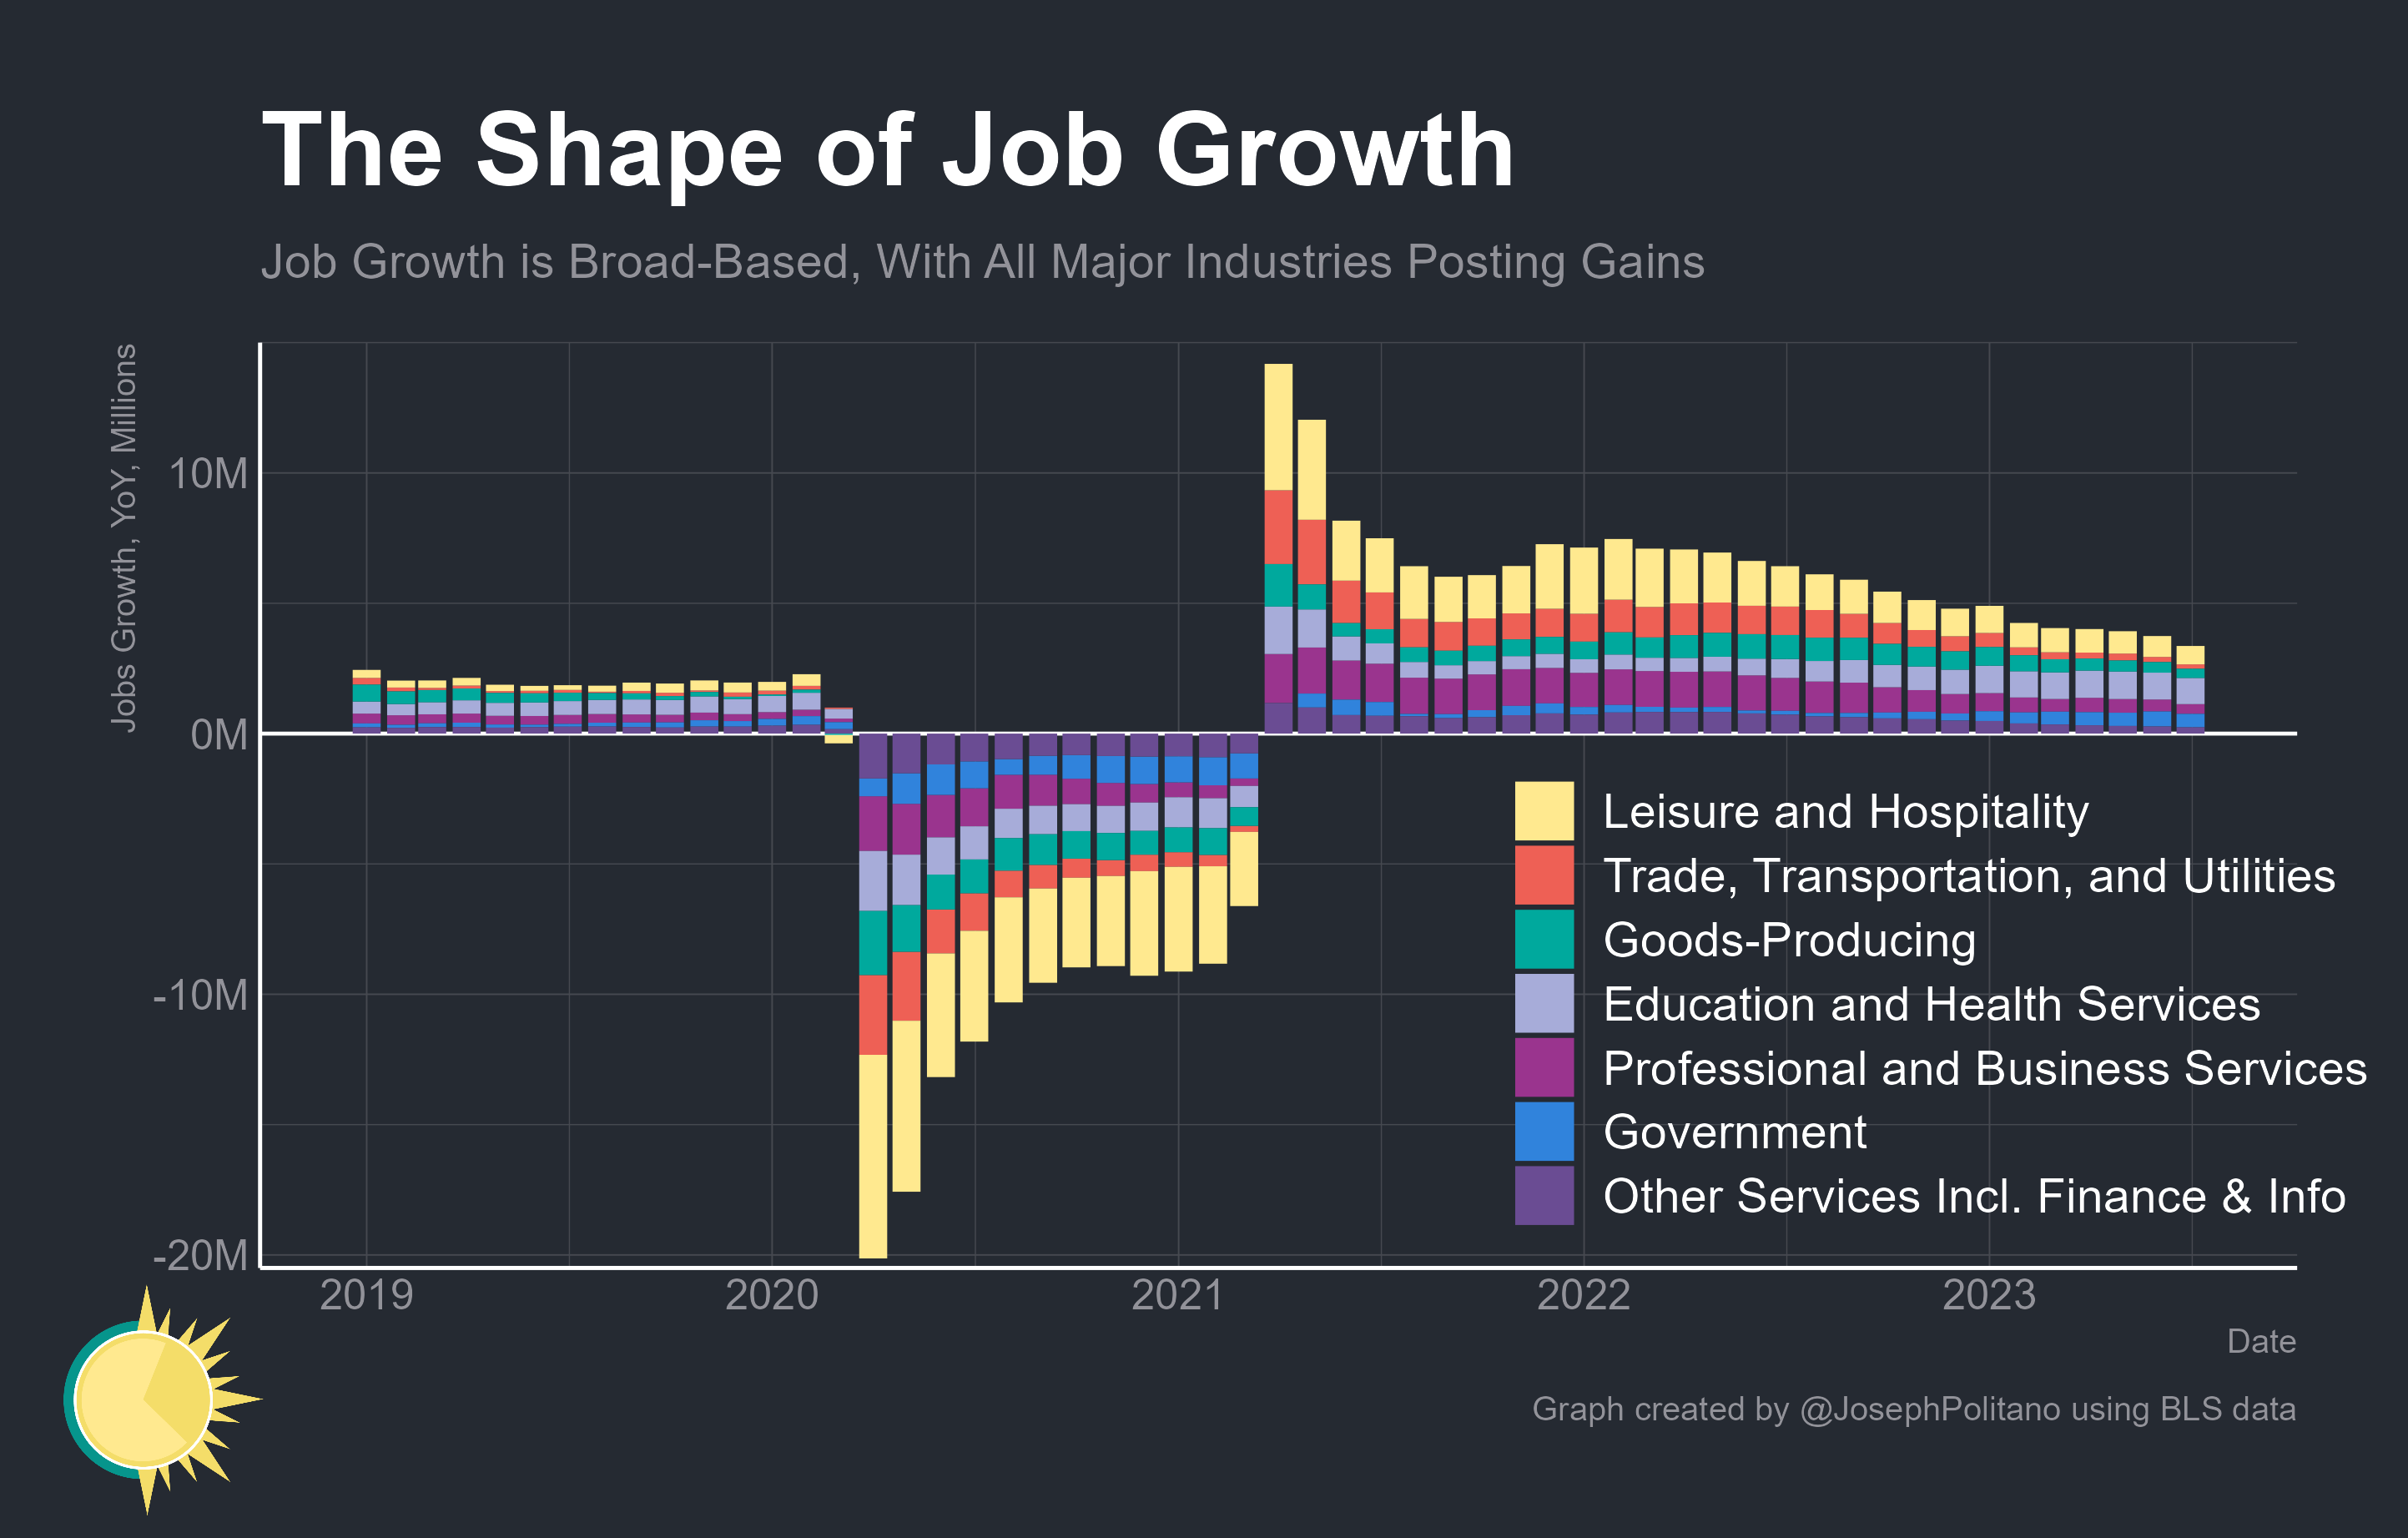 The Shape of Job Growth
Job Growth is Broad-Based, With All Major Industries Posting Gains
Jobs Growth, YoY, Millions
10M
0M
-10M
-20M
Leisure and Hospitality
Trade, Transportation, and Utilities
Goods-Producing
Education and Health Services
Professional and Business Services
Government
Other Services Incl. Finance & Info
2019 2020 2021 2022 2023
Date
Graph created by @JosephPolitano using BLS data